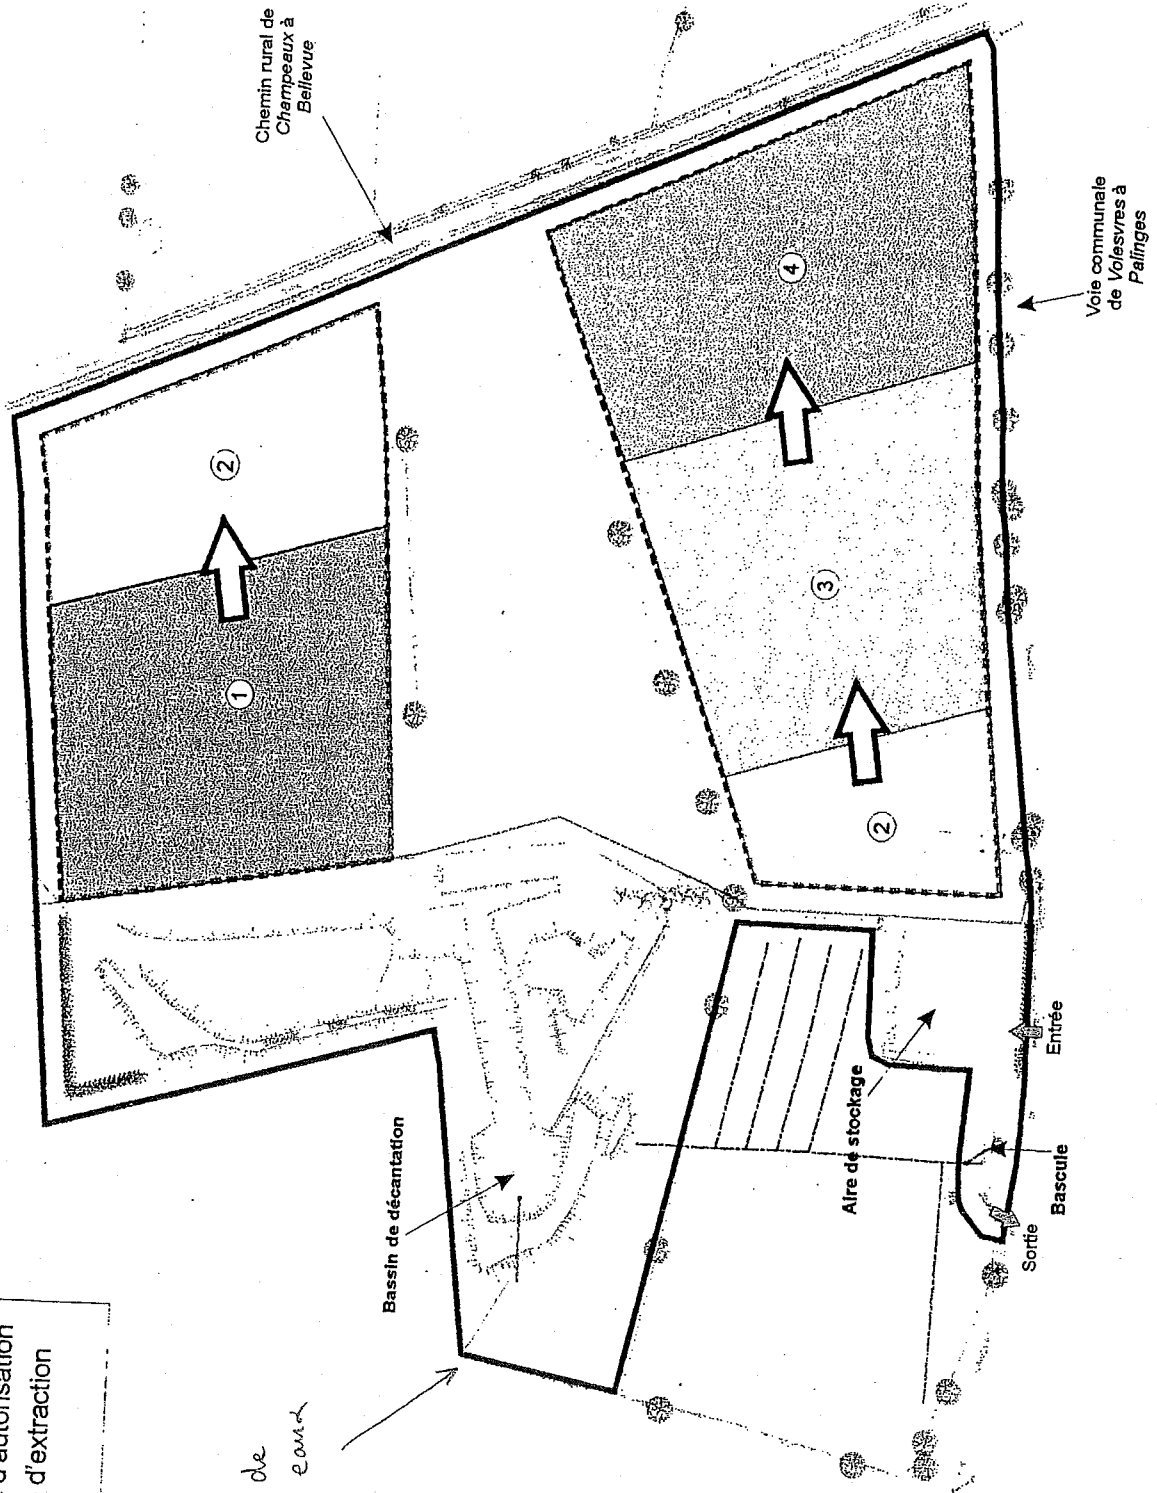 d'autorisation
d'extraction
de
eaux
Chemin rural de
Champeaux à
Bellevue
2
1
4
3
2
Voie communale
de Volesvres à
Palinges
Bassin de décantation
Aire de stockage
Entrée
Bascule
Sortie